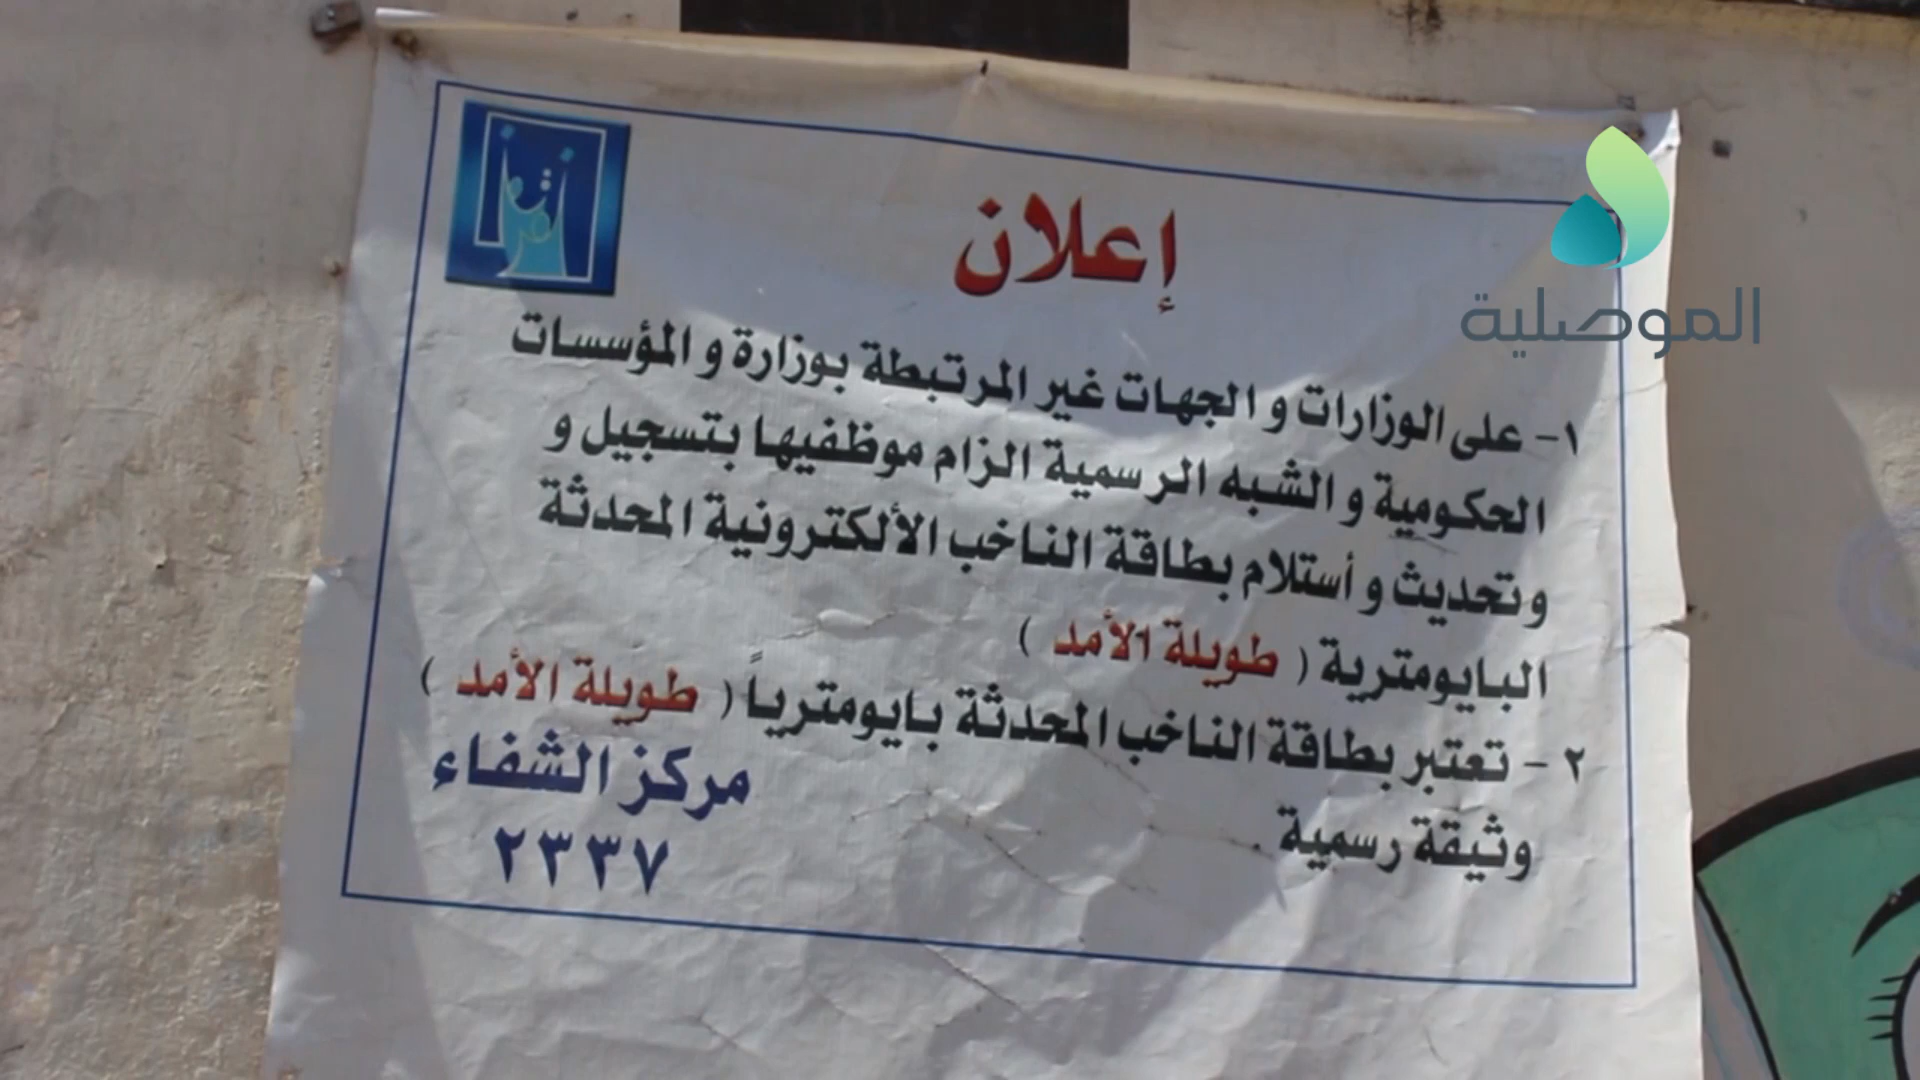 إعلان
الموصلية
١- على الوزارات و الجهات غير المرتبطة بوزارة و المؤسسات
الحكومية و الشبه الرسمية الزام موظفيها بتسجيل و
وتحديث و أستلام بطاقة الناخب الألكترونية المحدثة
البايومترية ( طويلة الأمد )
٢- تعتبر بطاقة الناخب المحدثة بايومترياً ( طويلة الأمد )
وثيقة رسمية .
مركز الشفاء
٢٣٣٧